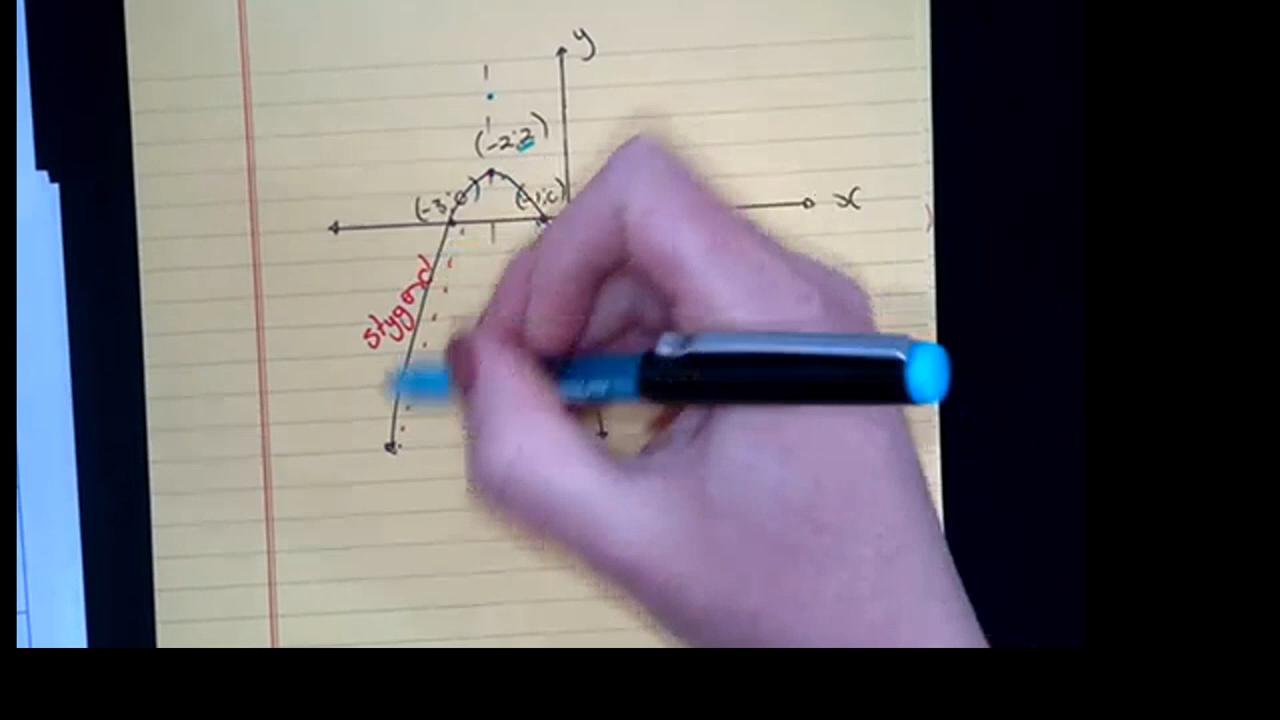 y
(-2;2)
(-3;0)
(-1;0)
x
stygend